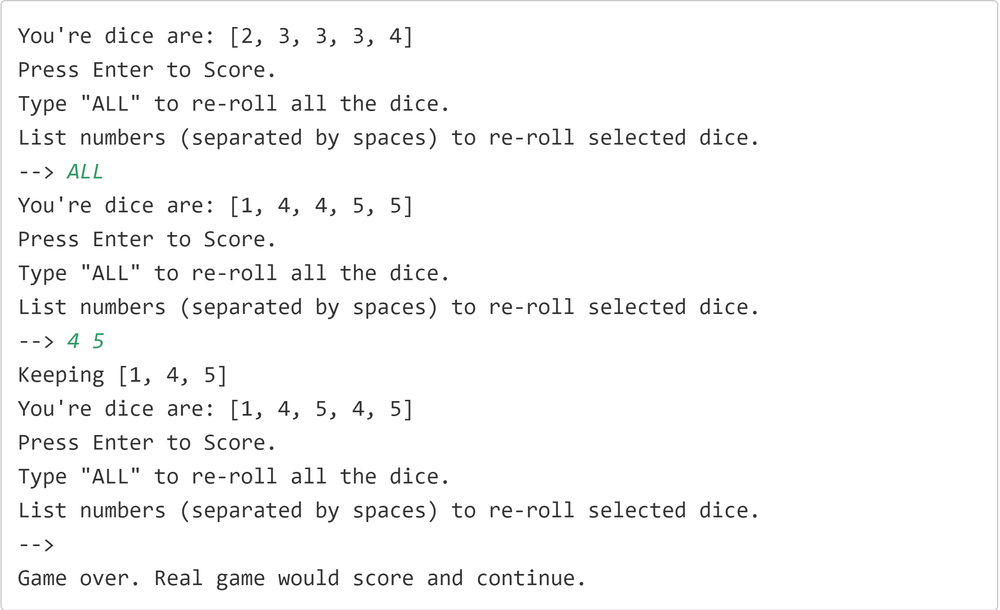 You're dice are: [2, 3, 3, 3, 4]
Press Enter to Score.
Type "ALL" to re-roll all the dice.
List numbers (separated by spaces) to re-roll selected dice.
--> ALL
You're dice are: [1, 4, 4, 5, 5]
Press Enter to Score.
Type "ALL" to re-roll all the dice.
List numbers (separated by spaces) to re-roll selected dice.
--> 4 5
Keeping [1, 4, 5]
You're dice are: [1, 4, 5, 4, 5]
Press Enter to Score.
Type "ALL" to re-roll all the dice.
List numbers (separated by spaces) to re-roll selected dice.
-->
Game over. Real game would score and continue.